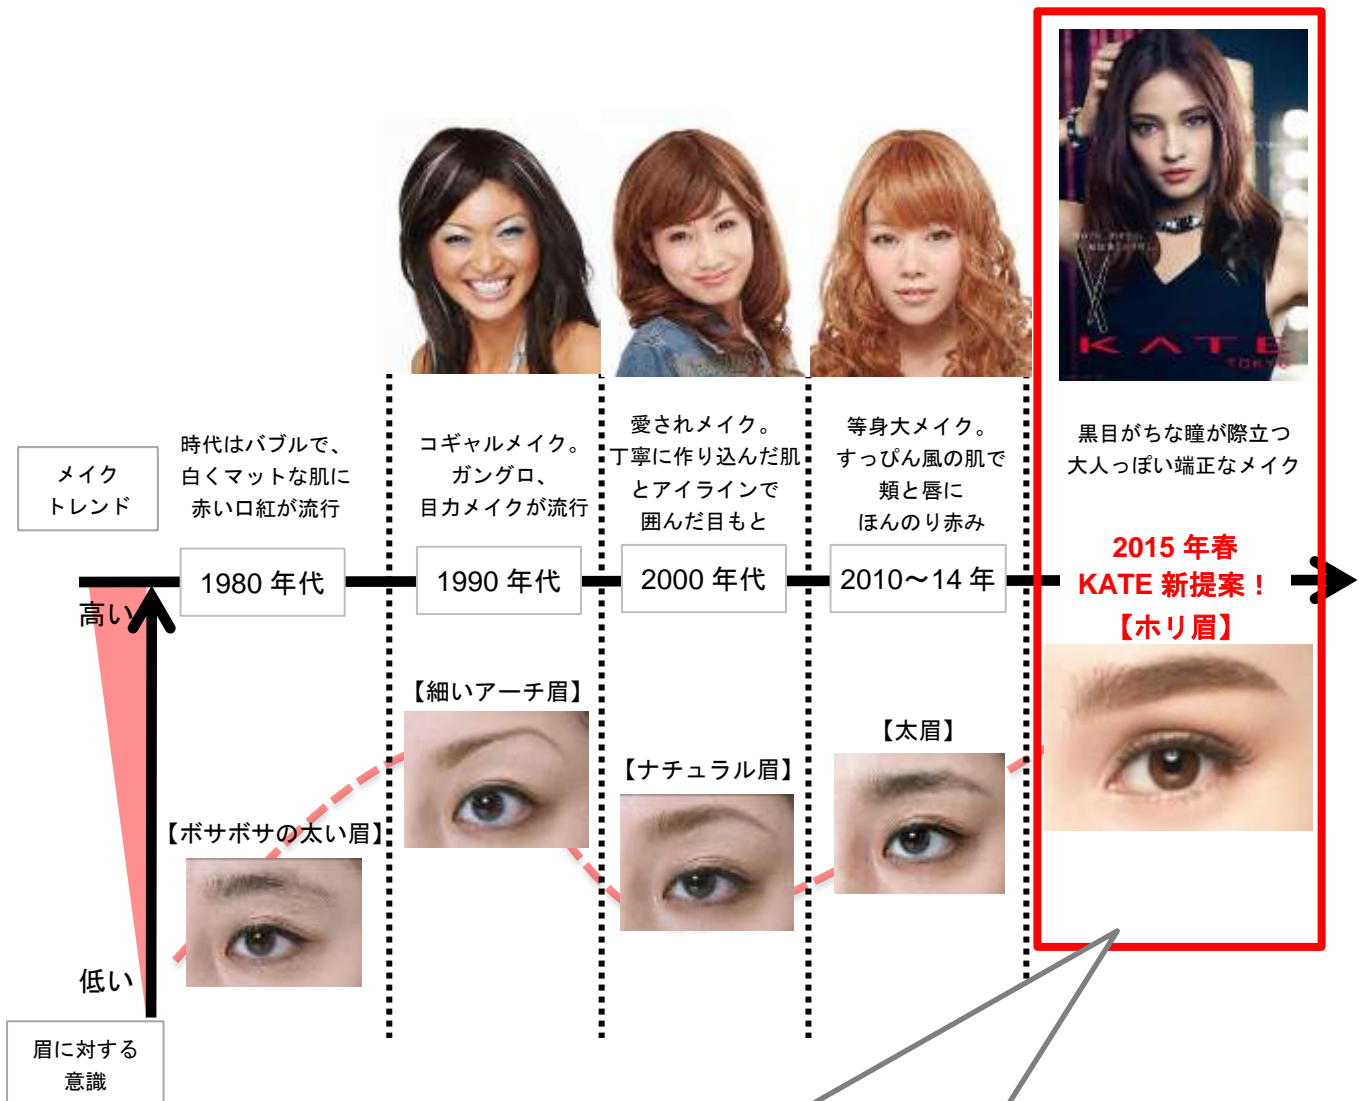 KATE
TOKYO
メイク
トレンド
時代はバブルで、
白くマットな肌に
赤い口紅が流行
コギャルメイク。
ガングロ、
目力メイクが流行
愛されメイク。
丁寧に作り込んだ肌
とアイラインで
囲んだ目もと
等身大メイク。
すっぴん風の肌で
頬と唇に
ほんのり赤み
黒目がちな瞳が際立つ
大人っぽい端正なメイク
1980 年代
1990 年代
2000 年代
2010～14 年
2015 年春
KATE 新提案！
【ホリ眉】
高い
【細いアーチ眉】
【太眉】
【ナチュラル眉】
【ボサボサの太い眉】
低い
眉に対する
意識